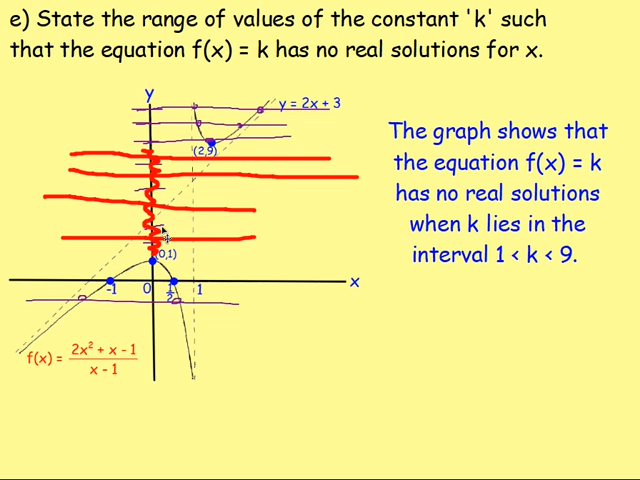 e) State the range of values of the constant 'k' such
that the equation f(x) = k has no real solutions for x.
y
y = 2x + 3
(2,9)
The graph shows that
the equation f(x) = k
has no real solutions
when k lies in the
interval 1 < k < 9.
(0,1)
x
-1 0 1/2 1
f(x) = 2x² + x - 1
x - 1